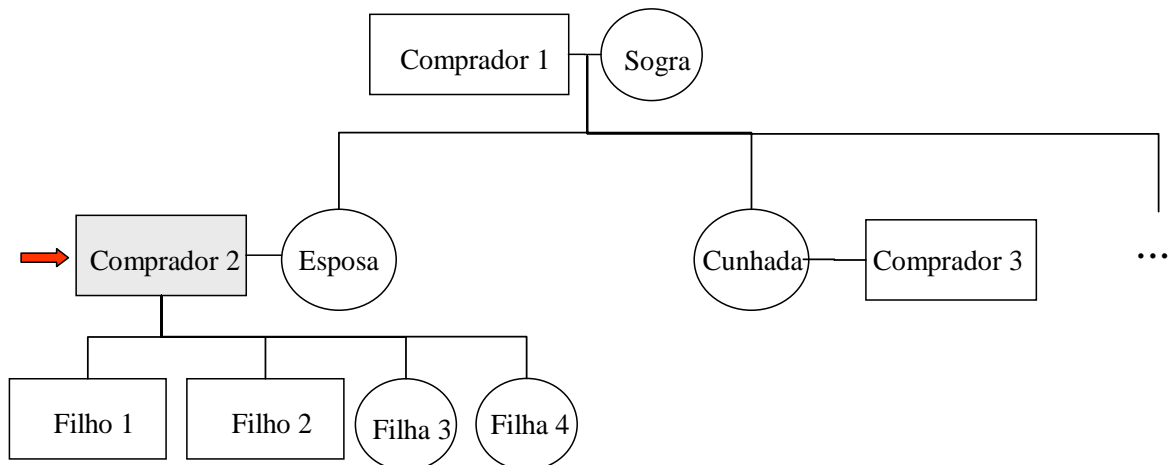 Comprador 1
Sogra
Comprador 2
Esposa
Cunhada
Comprador 3
...
Filho 1
Filho 2
Filha 3
Filha 4